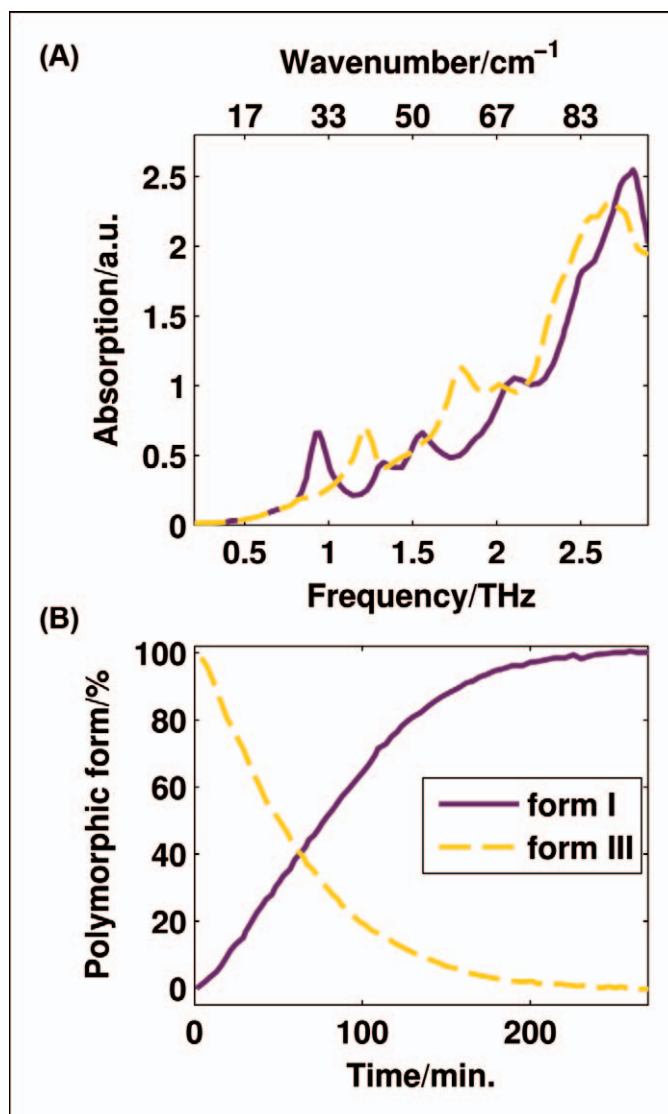 (A)
Wavenumber/cm⁻¹
17 33 50 67 83
Absorption/a.u.
2.5
2
1.5
1
0.5
0
0.5 1 1.5 2 2.5
Frequency/THz
(B)
Polymorphic form/%
100
80
60
40
20
0
form I
form III
0 100 200
Time/min.